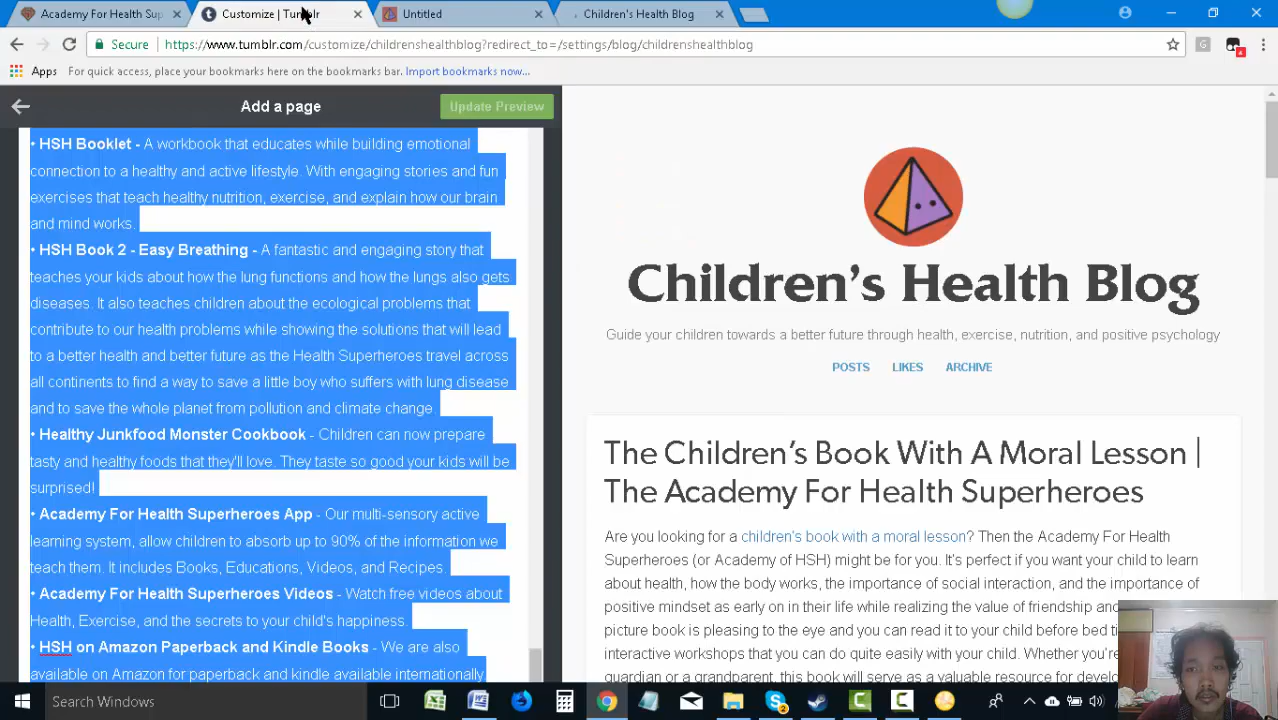 Academy For Health Sup
Customize | Tumblr
Untitled
Children's Health Blog
Secure
https://www.tumblr.com/customize/childrenshealthblog?redirect_to=/settings/blog/childrenshealthblog
Apps
For quick access, place your bookmarks here on the bookmarks bar. Import bookmarks now...
Add a page
Update Preview
• HSH Booklet - A workbook that educates while building emotional
connection to a healthy and active lifestyle. With engaging stories and fun
exercises that teach healthy nutrition, exercise, and explain how our brain
and mind works.
• HSH Book 2 - Easy Breathing - A fantastic and engaging story that
teaches your kids about how the lung functions and how the lungs also gets
diseases. It also teaches children about the ecological problems that
contribute to our health problems while showing the solutions that will lead
to a better health and better future as the Health Superheroes travel across
all continents to find a way to save a little boy who suffers with lung disease
and to save the whole planet from pollution and climate change.
• Healthy Junkfood Monster Cookbook - Children can now prepare
tasty and healthy foods that they'll love. They taste so good your kids will be
surprised!
• Academy For Health Superheroes App - Our multi-sensory active
learning system, allow children to absorb up to 90% of the information we
teach them. It includes Books, Educations, Videos, and Recipes.
• Academy For Health Superheroes Videos - Watch free videos about
Health, Exercise, and the secrets to your child's happiness.
• HSH on Amazon Paperback and Kindle Books - We are also
available on Amazon for paperback and kindle available internationally
Children's Health Blog
Guide your children towards a better future through health, exercise, nutrition, and positive psychology
POSTS LIKES ARCHIVE
The Children's Book With A Moral Lesson |
The Academy For Health Superheroes
Are you looking for a children's book with a moral lesson? Then the Academy For Health
Superheroes (or Academy of HSH) might be for you. It's perfect if you want your child to learn
about health, how the body works, the importance of social interaction, and the importance of
positive mindset as early on in their life while realizing the value of friendship and
picture book is pleasing to the eye and you can read it to your child before bed
interactive workshops that you can do quite easily with your child. Whether you're
guardian or a grandparent, this book will serve as a valuable resource for
Search Windows